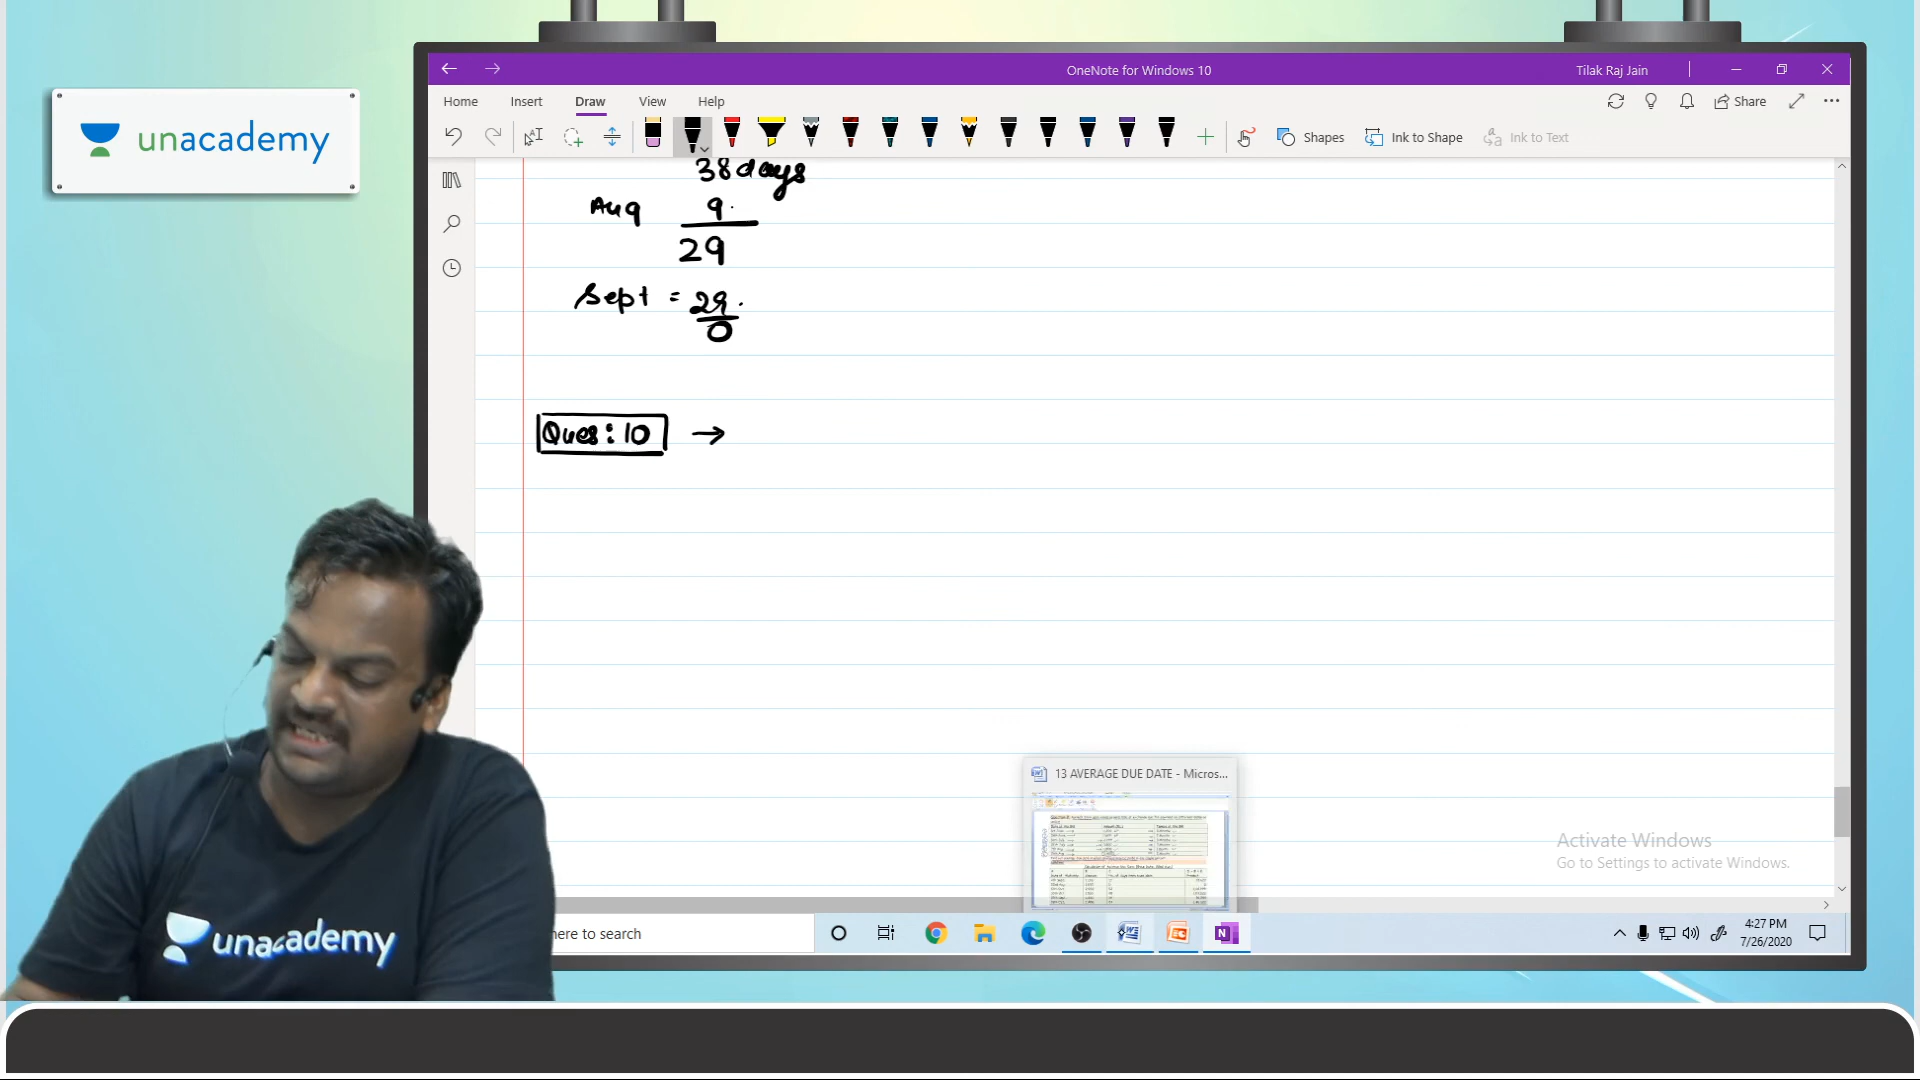 unacademy
OneNote for Windows 10
Tilak Raj Jain
Home Insert Draw View Help
Share
Shapes Ink to Shape Ink to Text
38 days
Aug 9.
29
Sept = 29.
0
Ques : 10 →
13 AVERAGE DUE DATE - Micros...
Activate Windows
Go to Settings to activate Windows.
unacademy
here to search
4:27 PM
7/26/2020